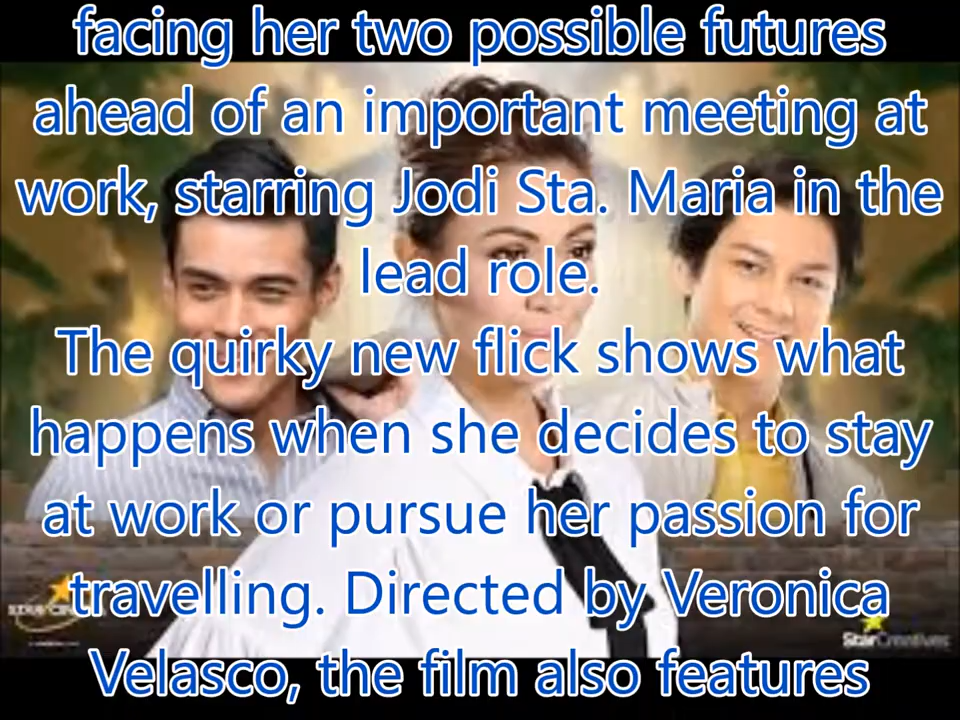 facing her two possible futures
ahead of an important meeting at
work, starring Jodi Sta. Maria in the
lead role.
The quirky new flick shows what
happens when she decides to stay
at work or pursue her passion for
travelling. Directed by Veronica
Velasco, the film also features
StarCreatives